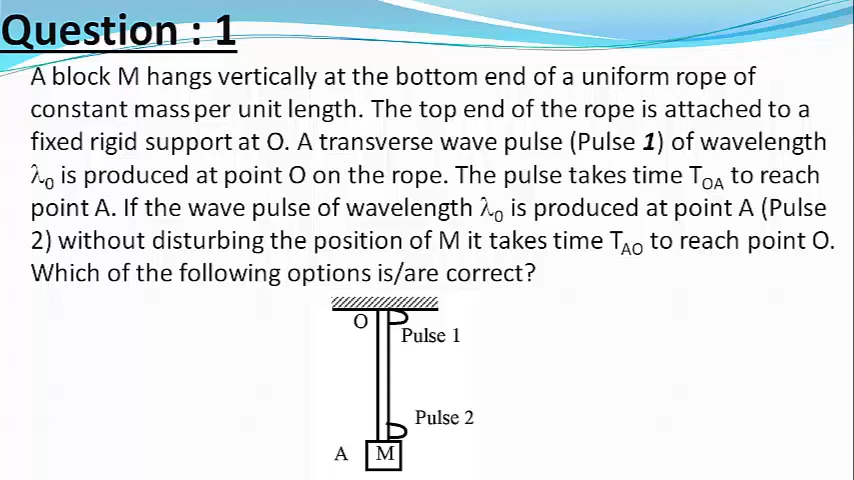 Question : 1
A block M hangs vertically at the bottom end of a uniform rope of
constant mass per unit length. The top end of the rope is attached to a
fixed rigid support at O. A transverse wave pulse (Pulse 1) of wavelength
λ₀ is produced at point O on the rope. The pulse takes time T_OA to reach
point A. If the wave pulse of wavelength λ₀ is produced at point A (Pulse
2) without disturbing the position of M it takes time T_AO to reach point O.
Which of the following options is/are correct?
O
Pulse 1
Pulse 2
A
M